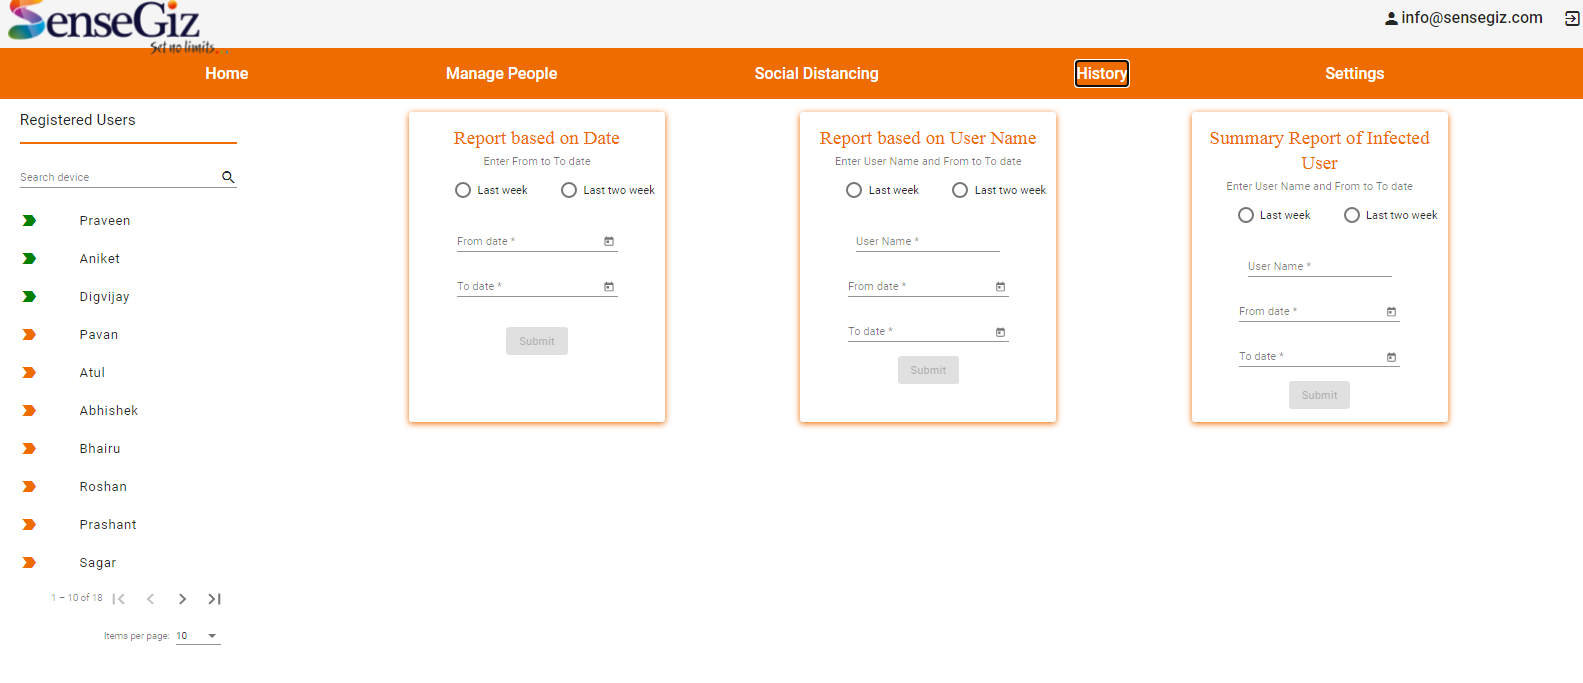 SenseGiz
Set no limits...
info@sensegiz.com
Home Manage People Social Distancing History Settings
Registered Users
Search device
Praveen
Aniket
Digvijay
Pavan
Atul
Abhishek
Bhairu
Roshan
Prashant
Sagar
1 – 10 of 18
Items per page: 10
Report based on Date
Enter From to To date
Last week Last two week
From date *
To date *
Submit
Report based on User Name
Enter User Name and From to To date
Last week Last two week
User Name *
From date *
To date *
Submit
Summary Report of Infected
User
Enter User Name and From to To date
Last week Last two week
User Name *
From date *
To date *
Submit